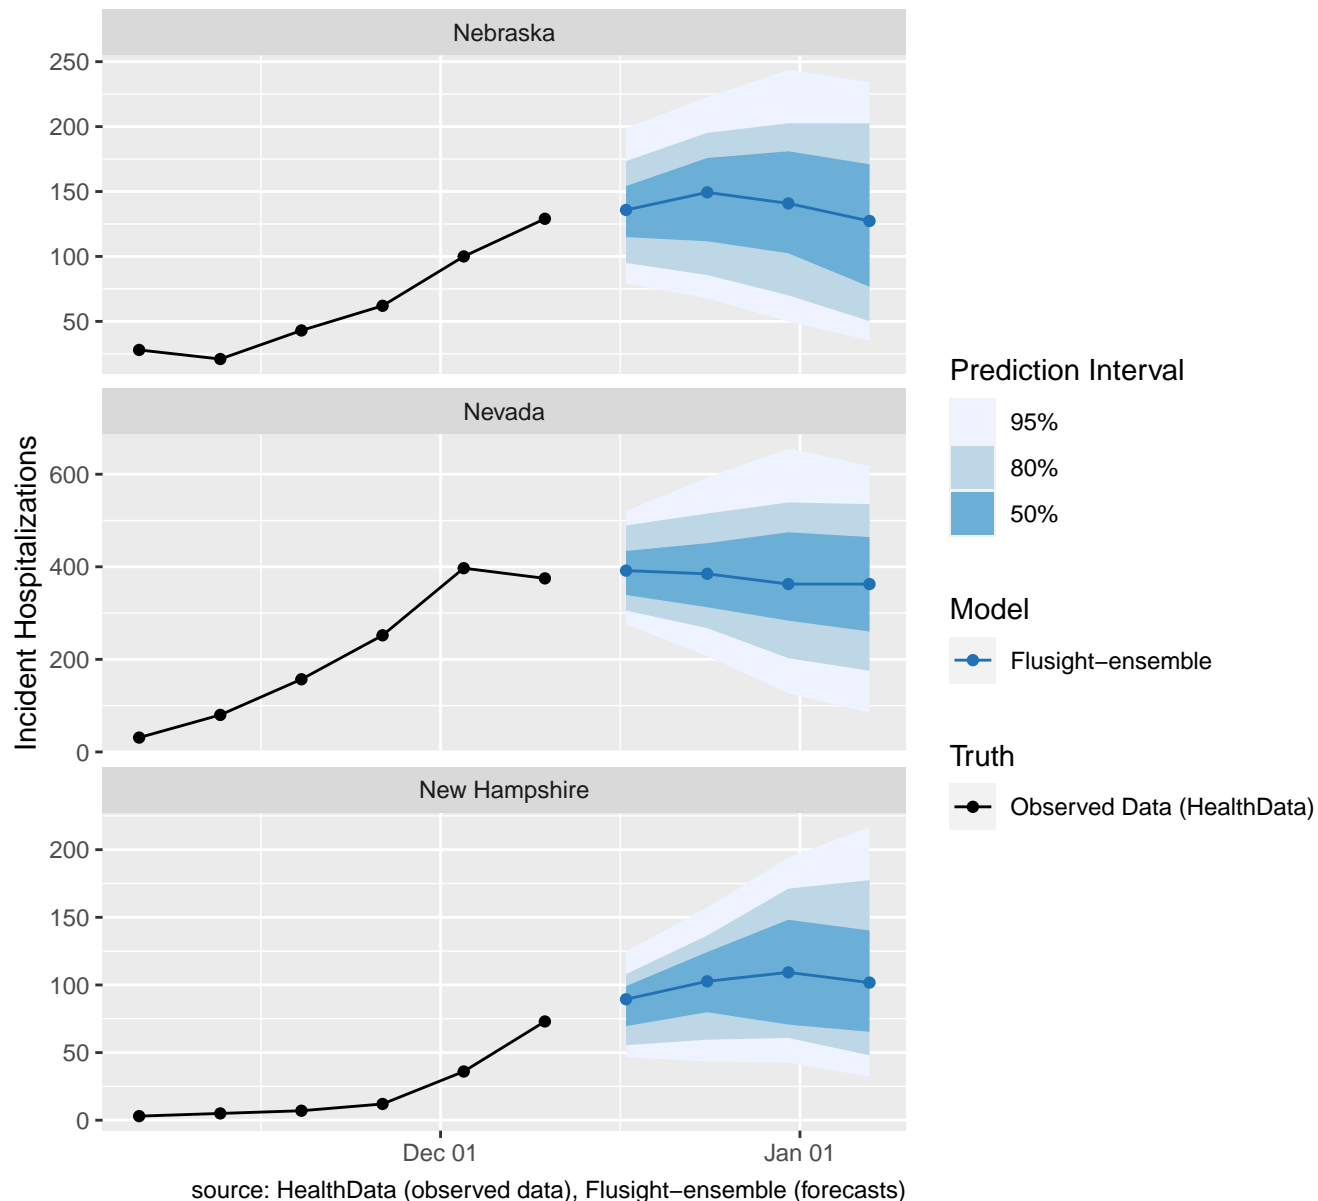 Nebraska
250
200
150
100
50
Nevada
600
400
200
0
New Hampshire
200
150
100
50
0
Dec 01
Jan 01
Incident Hospitalizations
source: HealthData (observed data), Flusight−ensemble (forecasts)
Prediction Interval
95%
80%
50%
Model
Flusight−ensemble
Truth
Observed Data (HealthData)